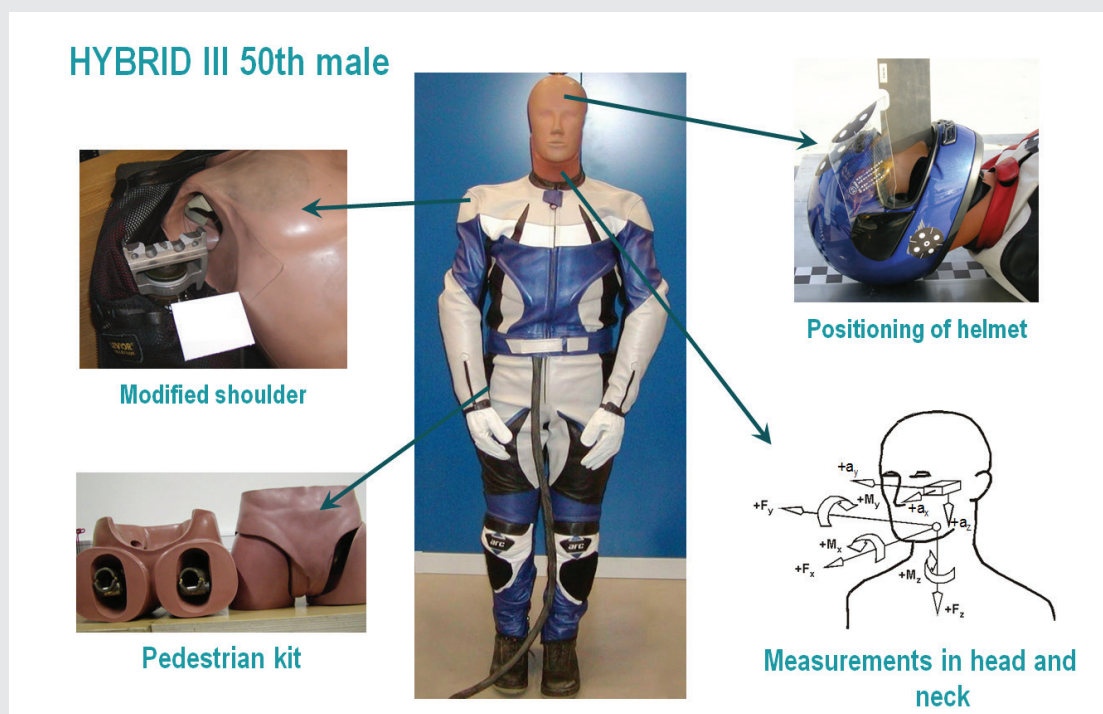 HYBRID III 50th male
Modified shoulder
Positioning of helmet
arc
arc
Pedestrian kit
+a_y
+F_y
+M_y
+a_x
+a_z
+M_x
+F_x
+M_z
+F_z
Measurements in head and
neck